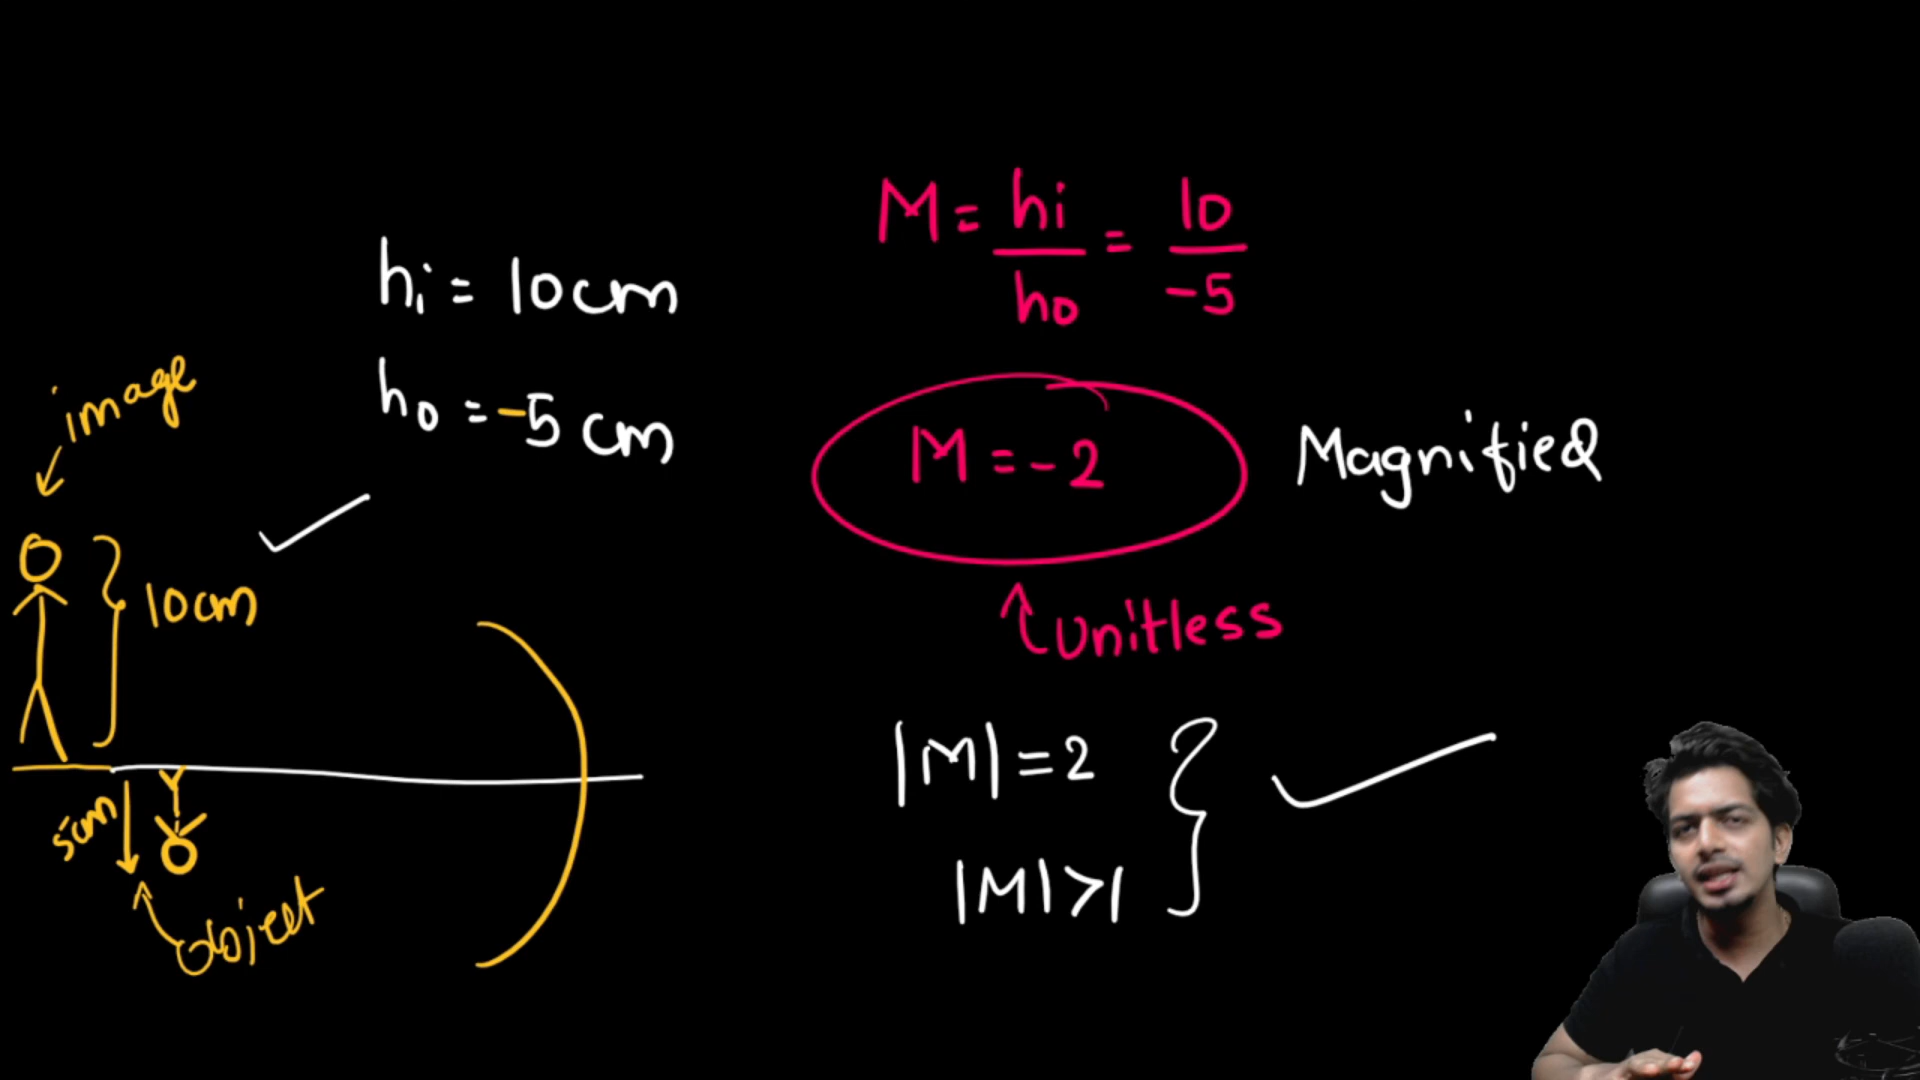 hi = 10cm
ho = -5 cm
image
10cm
5cm
object
M = hi/ho = 10/-5
M = -2
Magnified
Unitless
|M| = 2
|M| > 1